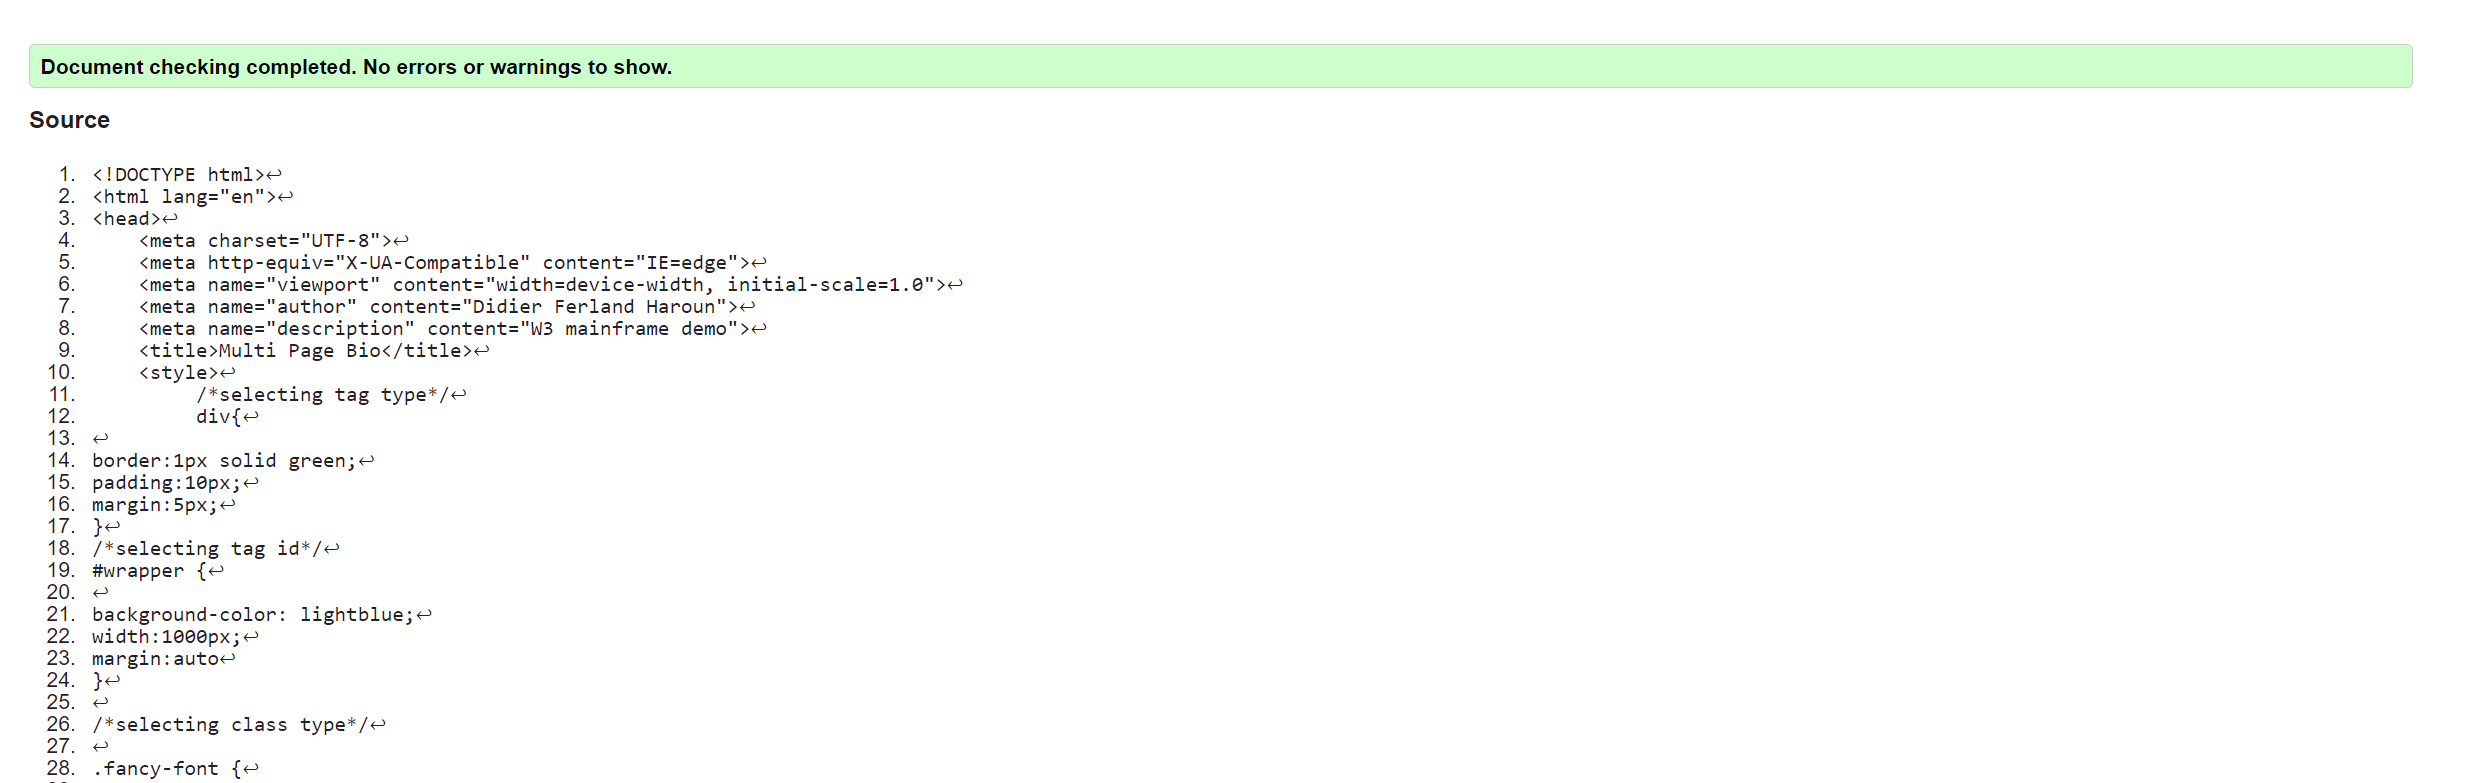 Document checking completed. No errors or warnings to show.
Source
1. <!DOCTYPE html>↩
2. <html lang="en">↩
3. <head>↩
4.     <meta charset="UTF-8">↩
5.     <meta http-equiv="X-UA-Compatible" content="IE=edge">↩
6.     <meta name="viewport" content="width=device-width, initial-scale=1.0">↩
7.     <meta name="author" content="Didier Ferland Haroun">↩
8.     <meta name="description" content="W3 mainframe demo">↩
9.     <title>Multi Page Bio</title>↩
10.     <style>↩
11.          /*selecting tag type*/↩
12.          div{↩
13. ↩
14. border:1px solid green;↩
15. padding:10px;↩
16. margin:5px;↩
17. }↩
18. /*selecting tag id*/↩
19. #wrapper {↩
20. ↩
21. background-color: lightblue;↩
22. width:1000px;↩
23. margin:auto↩
24. }↩
25. ↩
26. /*selecting class type*/↩
27. ↩
28. .fancy-font {↩